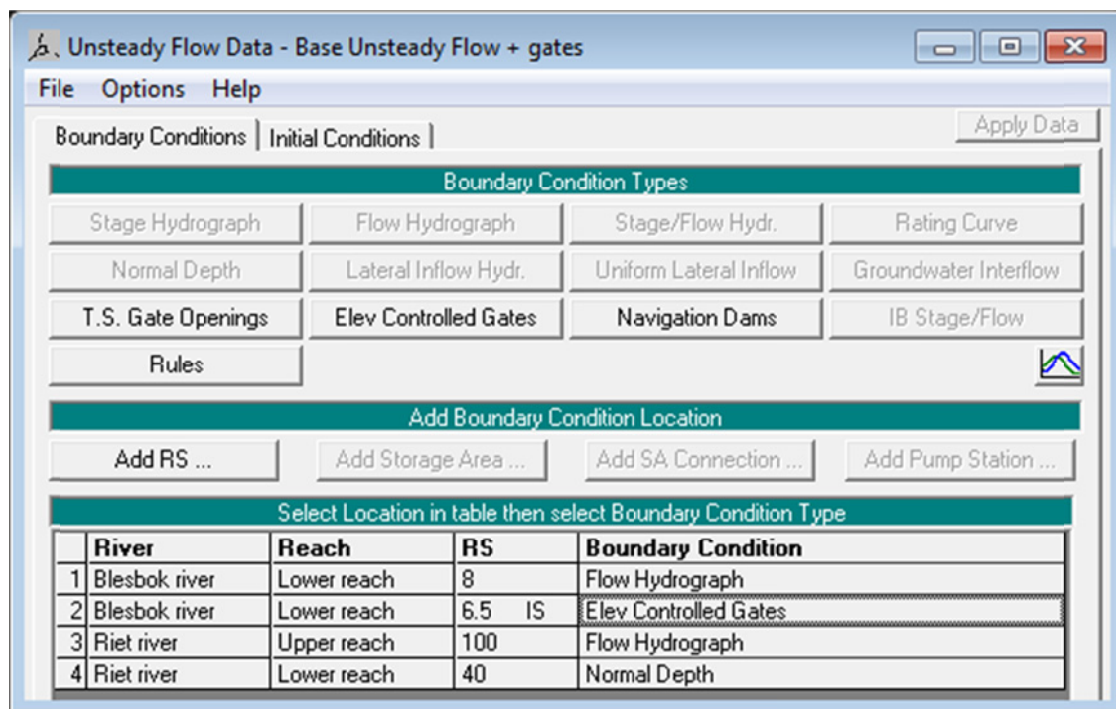 Unsteady Flow Data - Base Unsteady Flow + gates
File Options Help
Boundary Conditions Initial Conditions Apply Data
Boundary Condition Types
Stage Hydrograph Flow Hydrograph Stage/Flow Hydr. Rating Curve
Normal Depth Lateral Inflow Hydr. Uniform Lateral Inflow Groundwater Interflow
T.S. Gate Openings Elev Controlled Gates Navigation Dams IB Stage/Flow
Rules
Add Boundary Condition Location
Add RS ... Add Storage Area ... Add SA Connection ... Add Pump Station ...
Select Location in table then select Boundary Condition Type
River Reach RS Boundary Condition
1 Blesbok river Lower reach 8 Flow Hydrograph
2 Blesbok river Lower reach 6.5 IS Elev Controlled Gates
3 Riet river Upper reach 100 Flow Hydrograph
4 Riet river Lower reach 40 Normal Depth